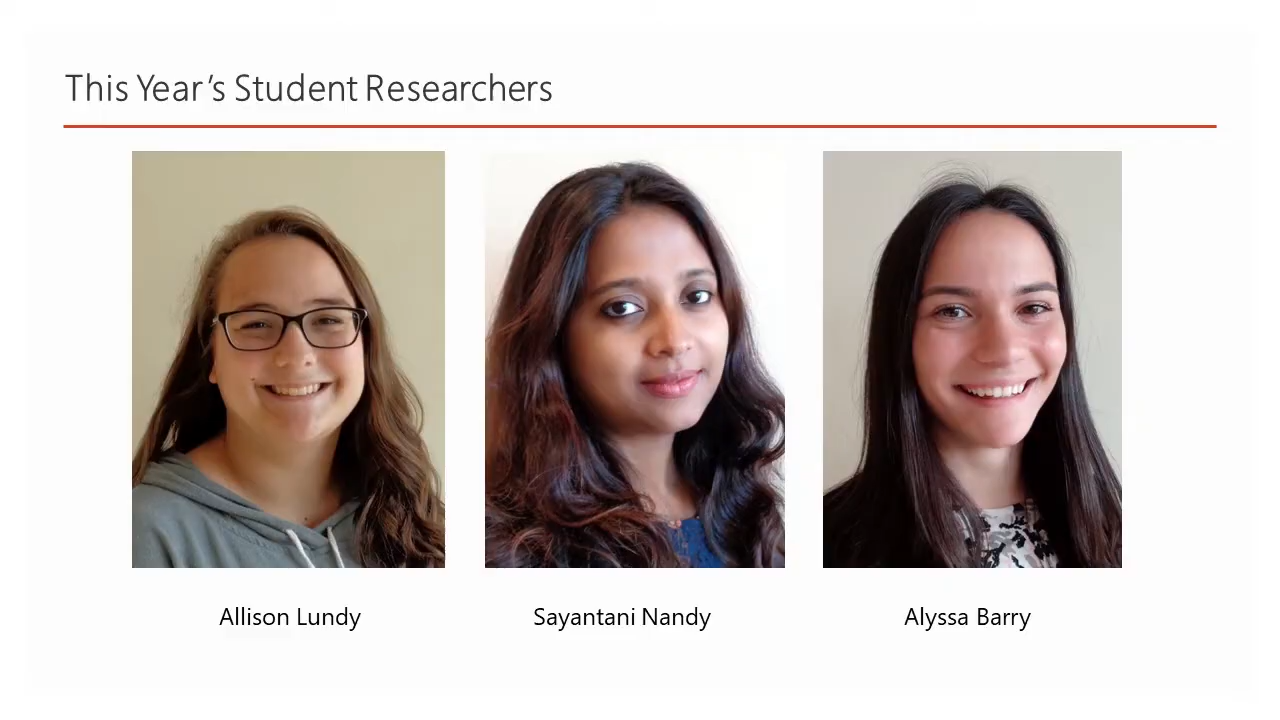 This Year’s Student Researchers
Allison Lundy
Sayantani Nandy
Alyssa Barry